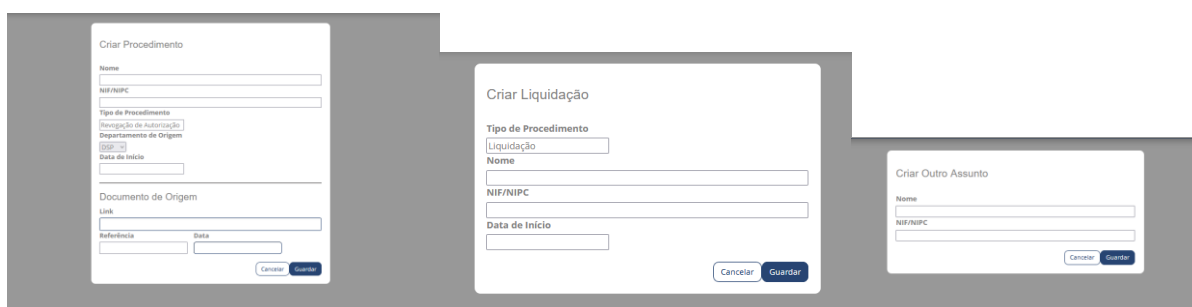 Criar Procedimento
Nome
NIF/NIPC
Tipo de Procedimento
Revogação de Autorização
Departamento de Origem
DSP
Data de Início
Documento de Origem
Link
Referência Data
Cancelar Guardar
Criar Liquidação
Tipo de Procedimento
Liquidação
Nome
NIF/NIPC
Data de Início
Cancelar Guardar
Criar Outro Assunto
Nome
NIF/NIPC
Cancelar Guardar